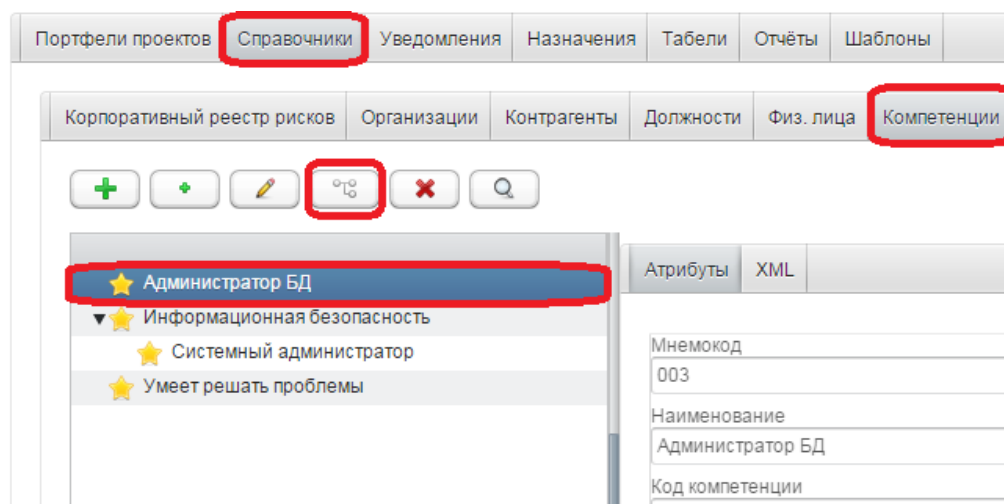 Портфели проектов Справочники Уведомления Назначения Табели Отчёты Шаблоны
Корпоративный реестр рисков Организации Контрагенты Должности Физ. лица Компетенции
Администратор БД
Информационная безопасность
Системный администратор
Умеет решать проблемы
Атрибуты XML
Мнемокод
003
Наименование
Администратор БД
Код компетенции